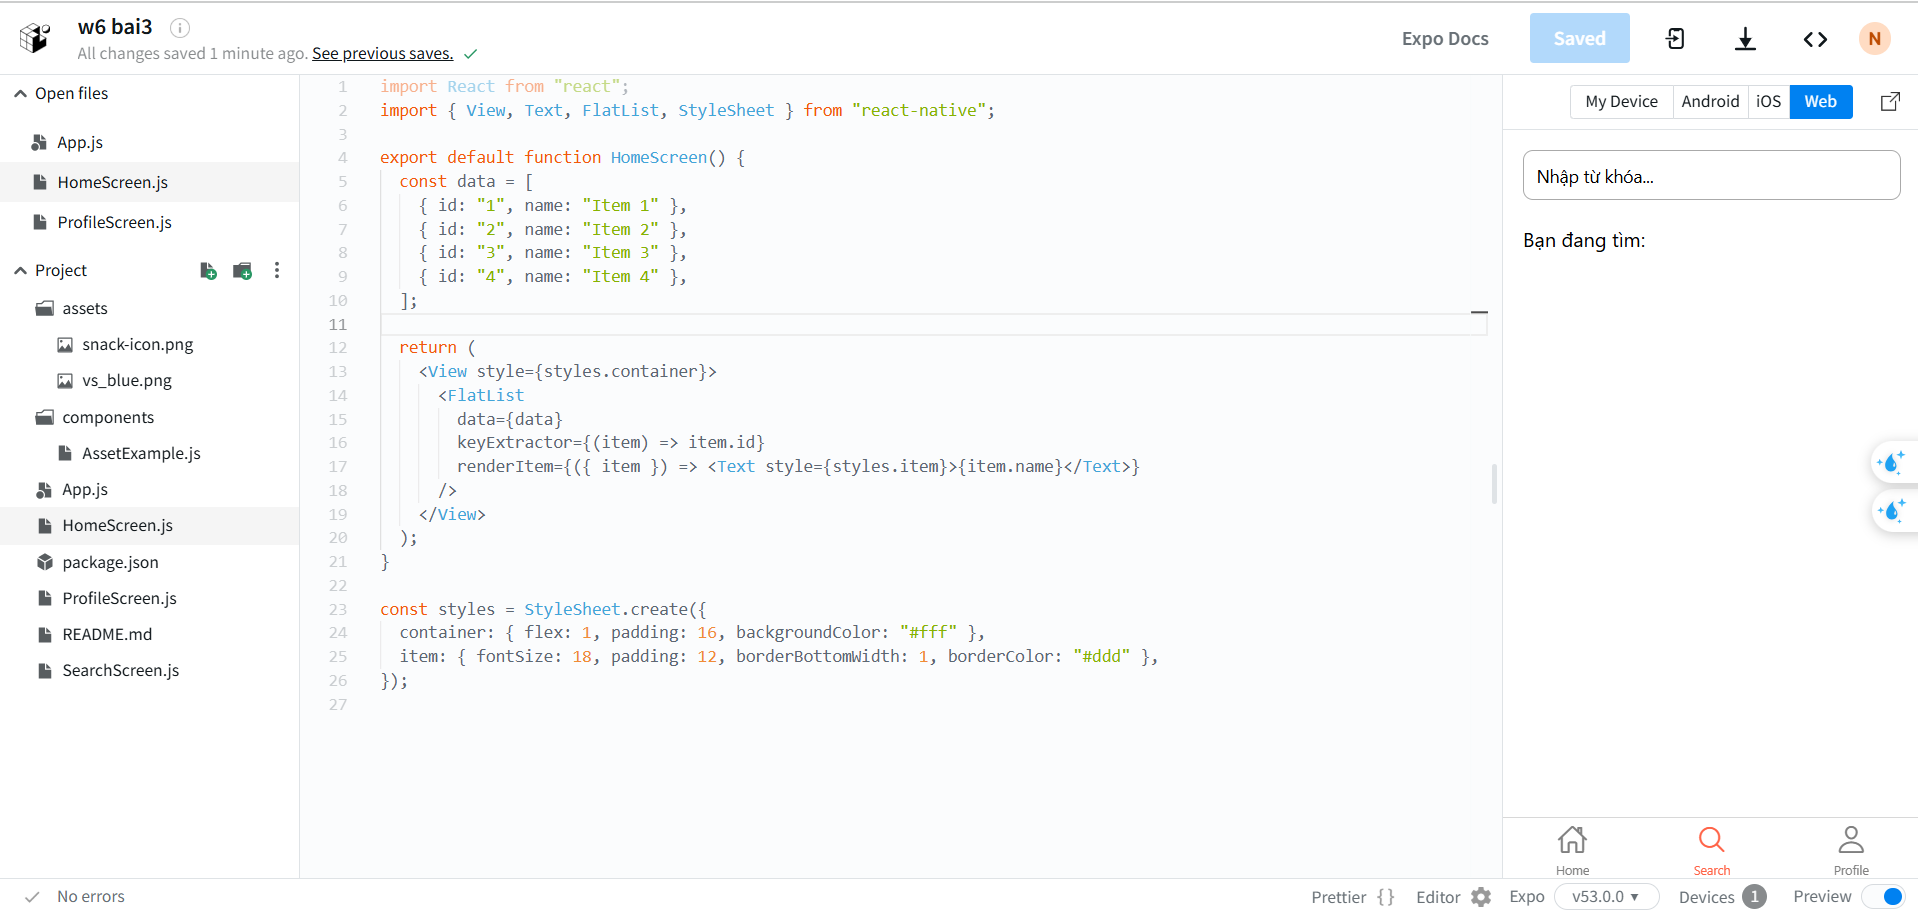 w6 bai3
All changes saved 1 minute ago. See previous saves.
Expo Docs
Saved
N
Open files
App.js
HomeScreen.js
ProfileScreen.js
Project
assets
snack-icon.png
vs_blue.png
components
AssetExample.js
App.js
HomeScreen.js
package.json
ProfileScreen.js
README.md
SearchScreen.js
1 import React from "react";
2 import { View, Text, FlatList, StyleSheet } from "react-native";
3
4 export default function HomeScreen() {
5 const data = [
6 { id: "1", name: "Item 1" },
7 { id: "2", name: "Item 2" },
8 { id: "3", name: "Item 3" },
9 { id: "4", name: "Item 4" },
10 ];
11
12 return (
13 <View style={styles.container}>
14 <FlatList
15 data={data}
16 keyExtractor={(item) => item.id}
17 renderItem={({ item }) => <Text style={styles.item}>{item.name}</Text>}
18 />
19 </View>
20 );
21 }
22
23 const styles = StyleSheet.create({
24 container: { flex: 1, padding: 16, backgroundColor: "#fff" },
25 item: { fontSize: 18, padding: 12, borderBottomWidth: 1, borderColor: "#ddd" },
26 });
27
My Device Android iOS Web
Nhập từ khóa...
Bạn đang tìm:
Home Search Profile
No errors
Prettier {} Editor Expo v53.0.0 Devices 1 Preview